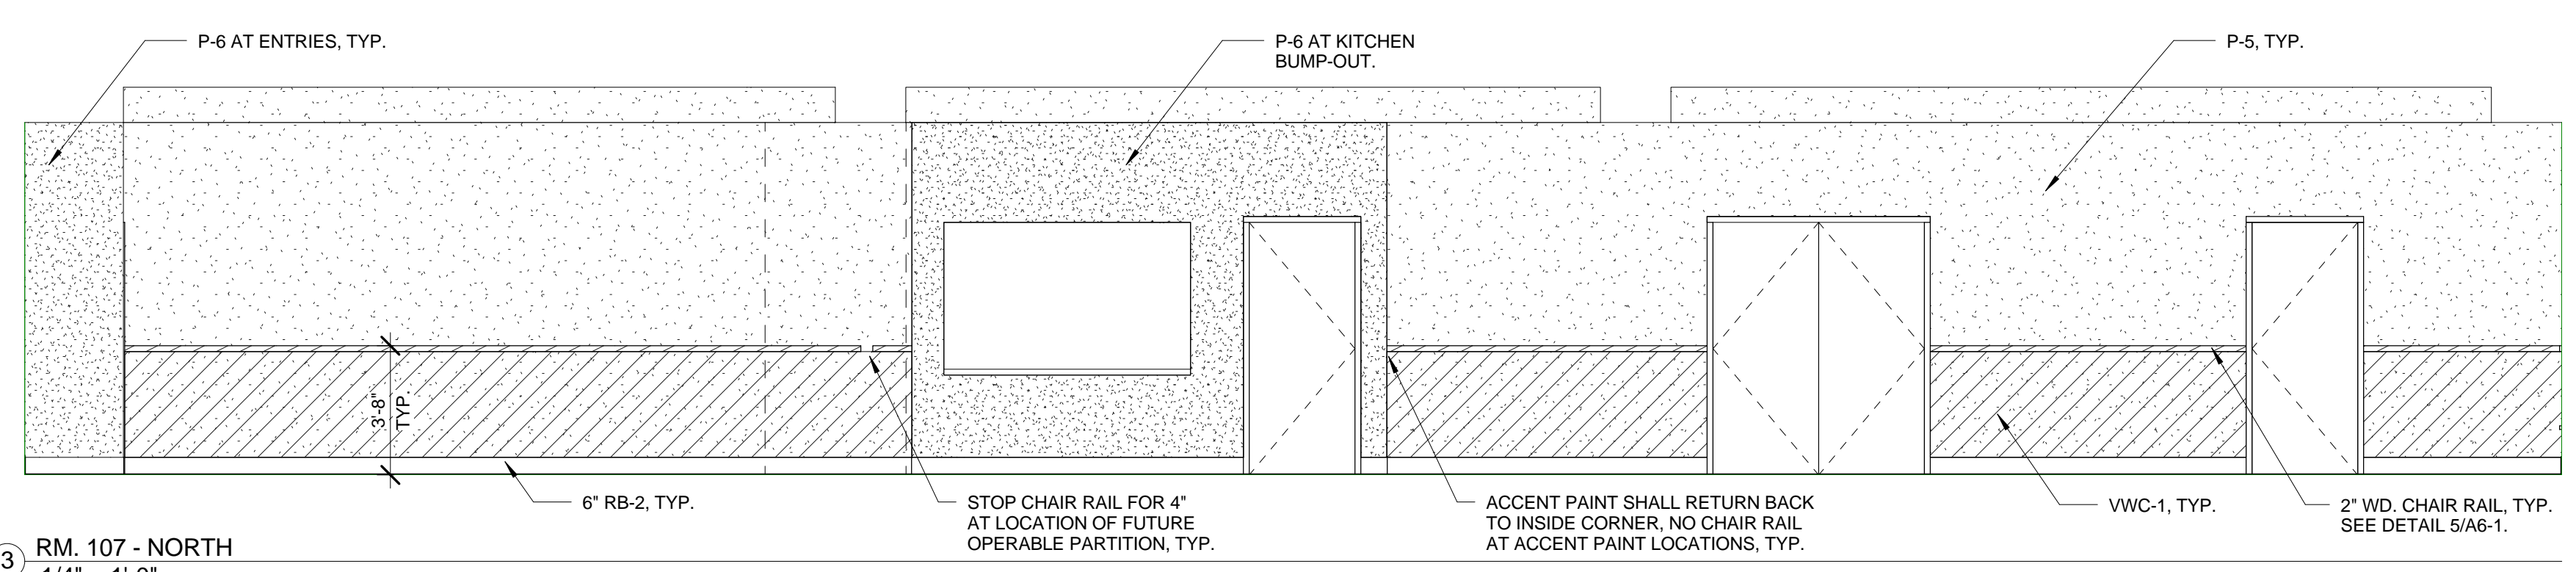 P-6 AT ENTRIES, TYP.
P-6 AT KITCHEN
BUMP-OUT.
P-5, TYP.
3'-8"
TYP.
6" RB-2, TYP.
STOP CHAIR RAIL FOR 4"
AT LOCATION OF FUTURE
OPERABLE PARTITION, TYP.
ACCENT PAINT SHALL RETURN BACK
TO INSIDE CORNER, NO CHAIR RAIL
AT ACCENT PAINT LOCATIONS, TYP.
VWC-1, TYP.
2" WD. CHAIR RAIL, TYP.
SEE DETAIL 5/A6-1.
3
RM. 107 - NORTH